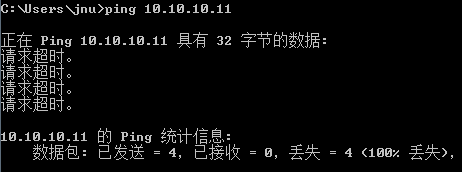 C:\Users\jnu>ping 10.10.10.11
正在 Ping 10.10.10.11 具有 32 字节的数据:
请求超时。
请求超时。
请求超时。
请求超时。
10.10.10.11 的 Ping 统计信息:
数据包: 已发送 = 4，已接收 = 0，丢失 = 4 (100% 丢失)，